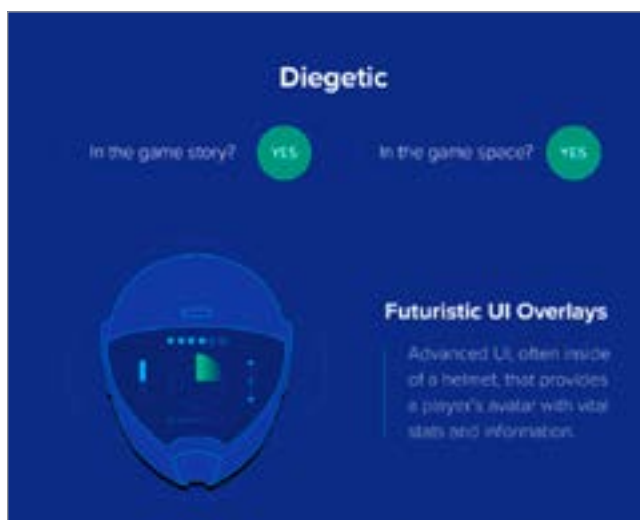 Diegetic
In the game story? YES In the game space? YES
Futuristic UI Overlays
Advanced UI, often inside
of a helmet, that provides
a player's avatar with vital
stats and information.